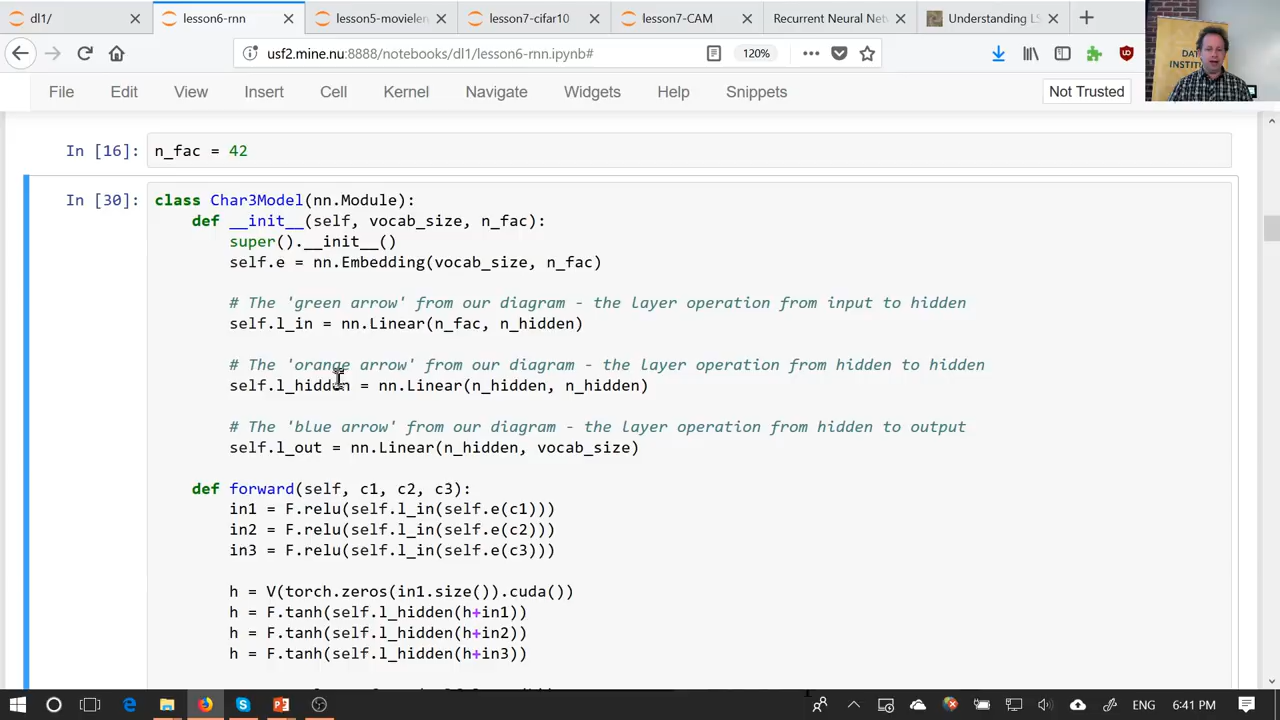 dl1/
lesson6-rnn
lesson5-movielen
lesson7-cifar10
lesson7-CAM
Recurrent Neural Net
Understanding LS
usf2.mine.nu:8888/notebooks/dl1/lesson6-rnn.ipynb#
120%
File Edit View Insert Cell Kernel Navigate Widgets Help Snippets
Not Trusted
In [16]: n_fac = 42
In [30]: class Char3Model(nn.Module):
def __init__(self, vocab_size, n_fac):
super().__init__()
self.e = nn.Embedding(vocab_size, n_fac)
# The 'green arrow' from our diagram - the layer operation from input to hidden
self.l_in = nn.Linear(n_fac, n_hidden)
# The 'orange arrow' from our diagram - the layer operation from hidden to hidden
self.l_hidden = nn.Linear(n_hidden, n_hidden)
# The 'blue arrow' from our diagram - the layer operation from hidden to output
self.l_out = nn.Linear(n_hidden, vocab_size)
def forward(self, c1, c2, c3):
in1 = F.relu(self.l_in(self.e(c1)))
in2 = F.relu(self.l_in(self.e(c2)))
in3 = F.relu(self.l_in(self.e(c3)))
h = V(torch.zeros(in1.size()).cuda())
h = F.tanh(self.l_hidden(h+in1))
h = F.tanh(self.l_hidden(h+in2))
h = F.tanh(self.l_hidden(h+in3))
ENG 6:41 PM